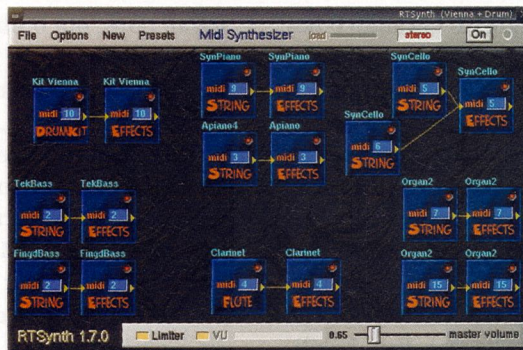 RTSynth (Vienna + Drum)
File Options New Presets Midi Synthesizer load stereo On
Kit Vienna Kit Vienna SynPiano SynPiano SynCello SynCello
midi 10 midi 10 midi 9 midi 9 midi 5 midi 5
DRUMKIT EFFECTS STRING EFFECTS STRING EFFECTS
Apiano4 Apiano SynCello
midi 3 midi 3 midi 6
STRING EFFECTS STRING
TekBass TekBass Organ2 Organ2
midi 2 midi 2 midi 7 midi 7
STRING EFFECTS STRING EFFECTS
FingdBass FingdBass Clarinet Clarinet Organ2 Organ2
midi 2 midi 2 midi 4 midi 4 midi 15 midi 15
STRING EFFECTS FLUTE EFFECTS STRING EFFECTS
RTSynth 1.7.0 Limiter VU 0.65 master volume